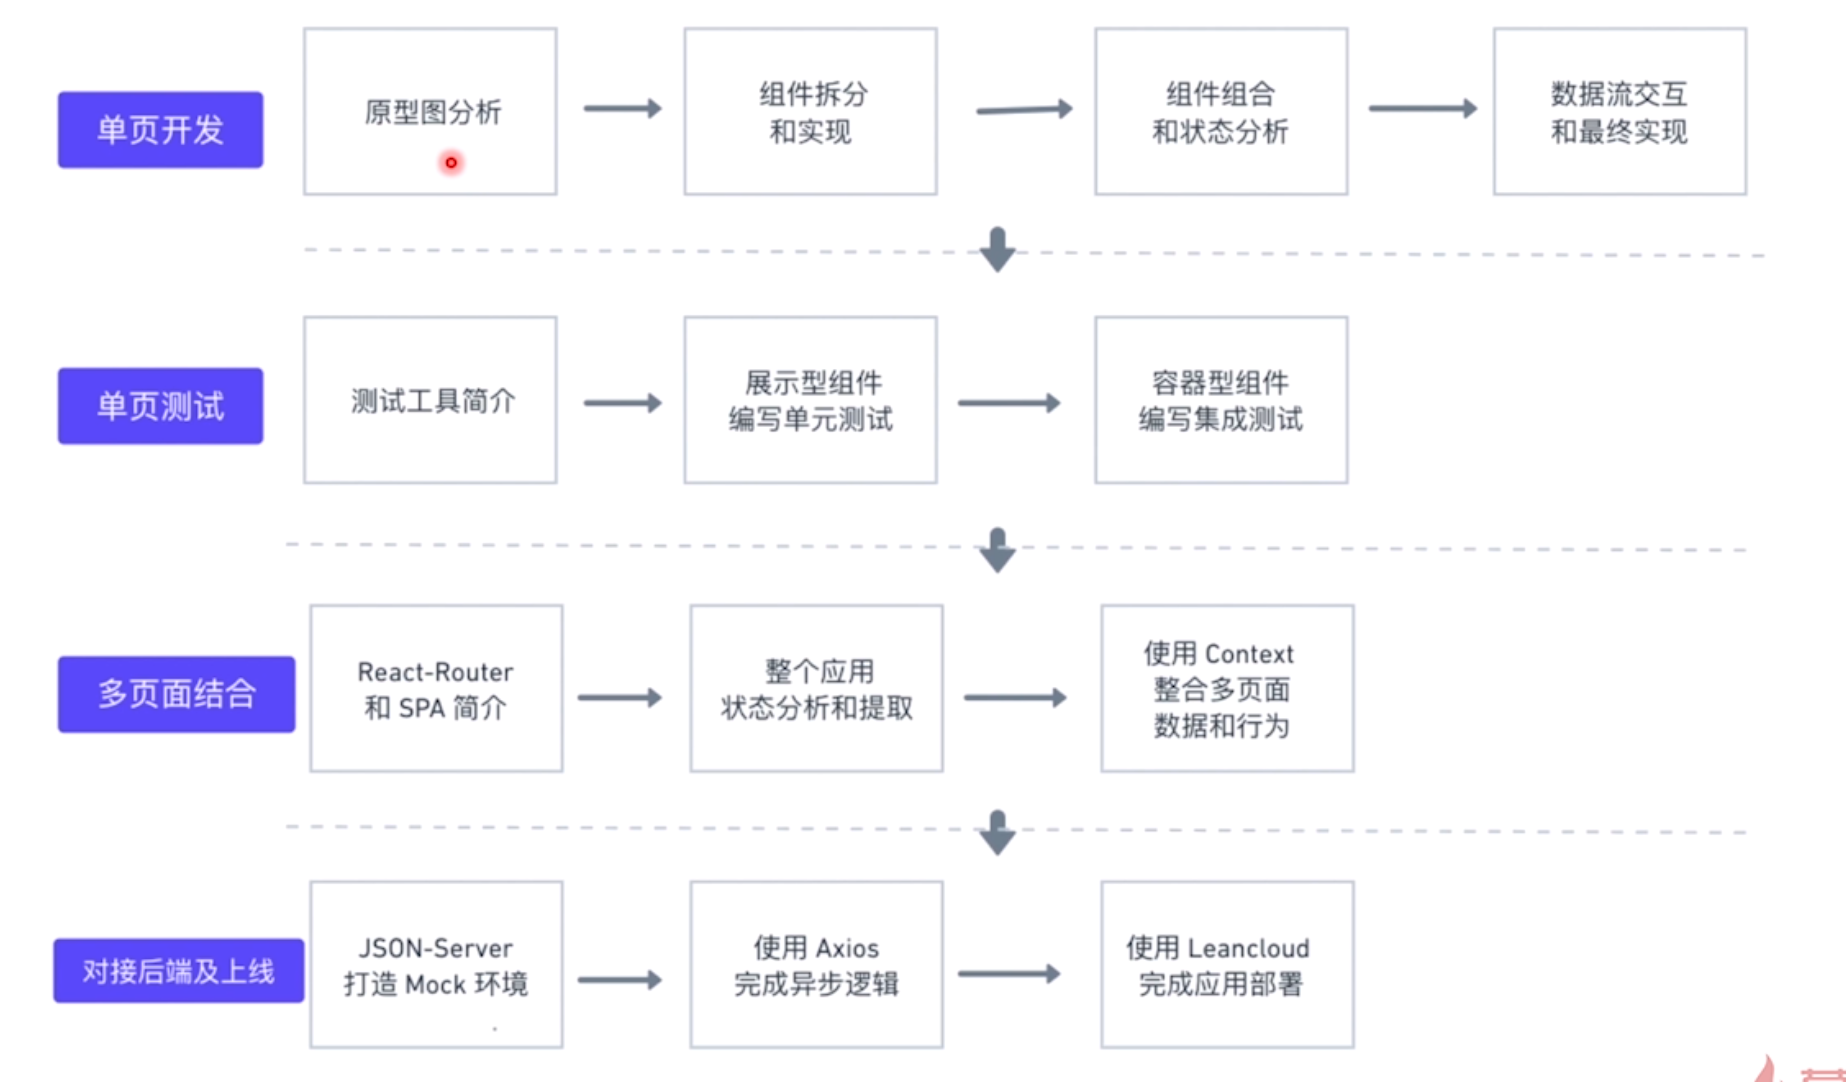 单页开发
原型图分析
组件拆分
和实现
组件组合
和状态分析
数据流交互
和最终实现
单页测试
测试工具简介
展示型组件
编写单元测试
容器型组件
编写集成测试
多页面结合
React-Router
和 SPA 简介
整个应用
状态分析和提取
使用 Context
整合多页面
数据和行为
对接后端及上线
JSON-Server
打造 Mock 环境
使用 Axios
完成异步逻辑
使用 Leancloud
完成应用部署